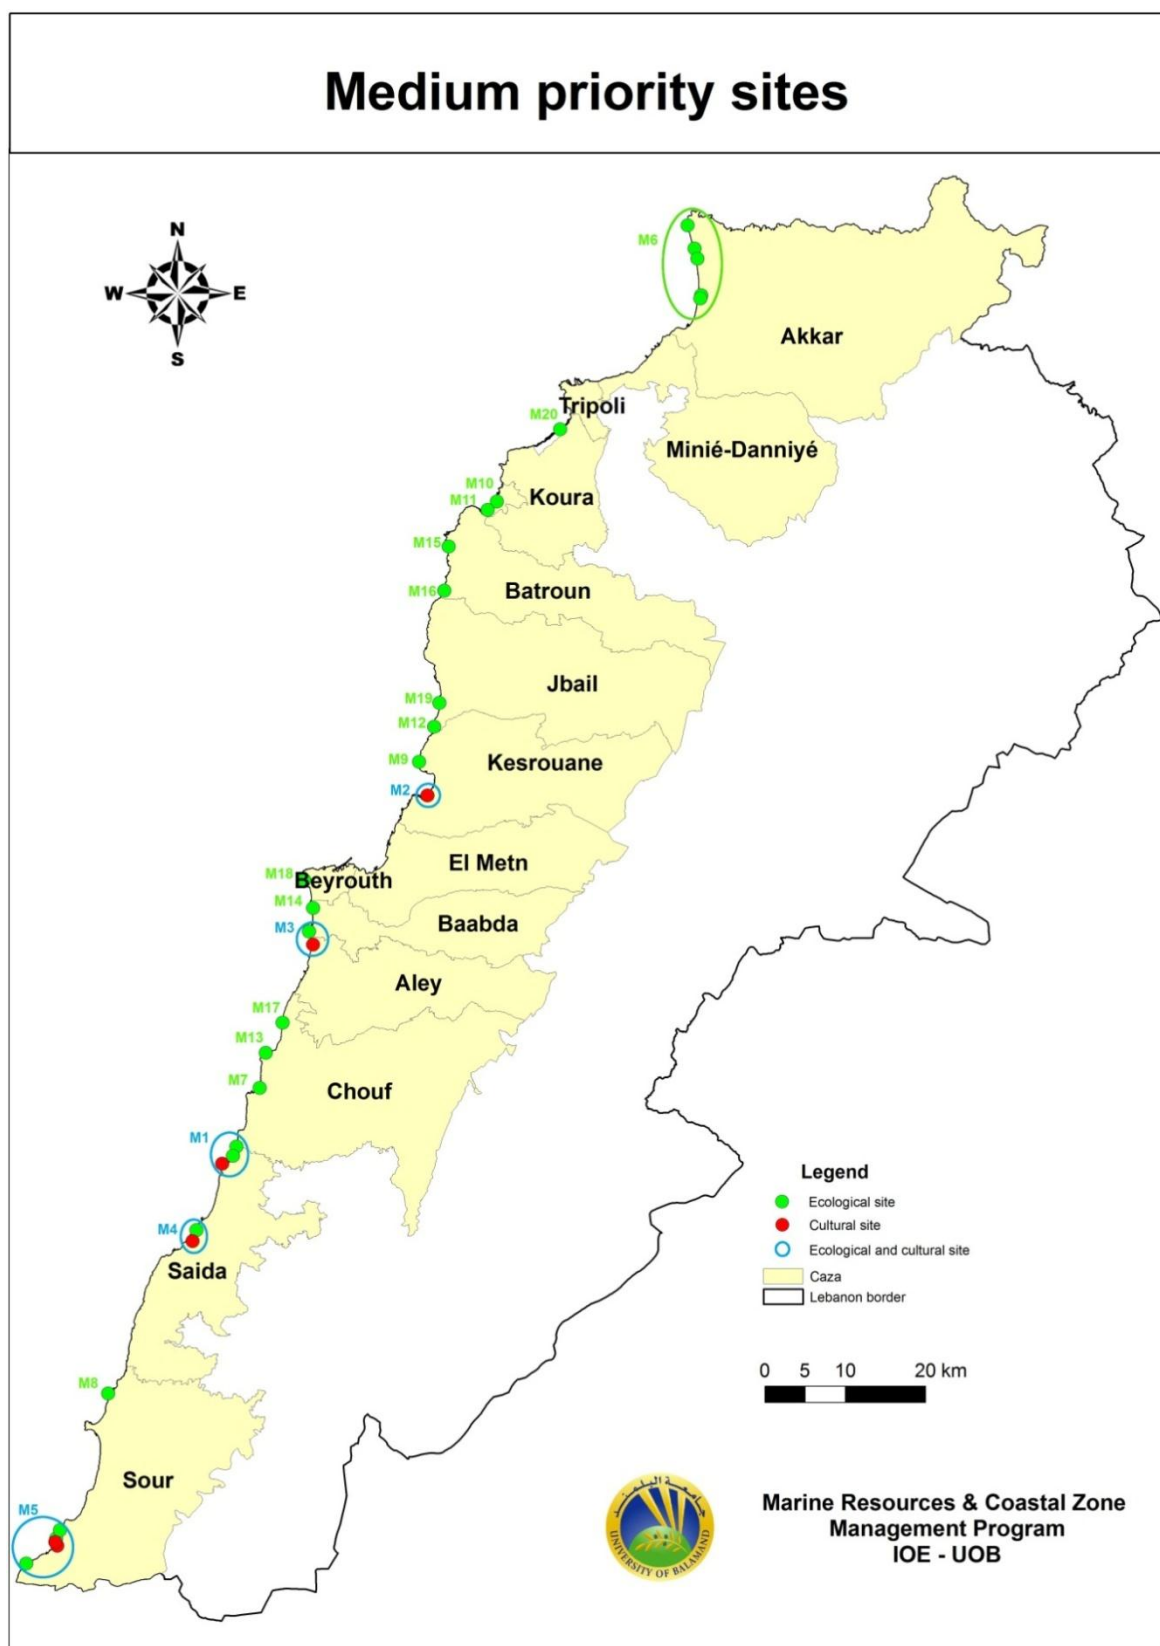 Medium priority sites
N
W E
S
M6
Akkar
Tripoli
M20
Minié-Danniyé
M10
Koura
M11
M15
Batroun
M16
Jbail
M19
M12
Kesrouane
M9
M2
El Metn
M18
Beyrouth
M14
Baabda
M3
Aley
M17
M13
Chouf
M7
M1
Legend
Ecological site
Cultural site
M4
Ecological and cultural site
Saida
Caza
Lebanon border
0 5 10 20 km
M8
Sour
M5
جامعة البلمند
UNIVERSITY OF BALAMAND
Marine Resources & Coastal Zone
Management Program
IOE - UOB